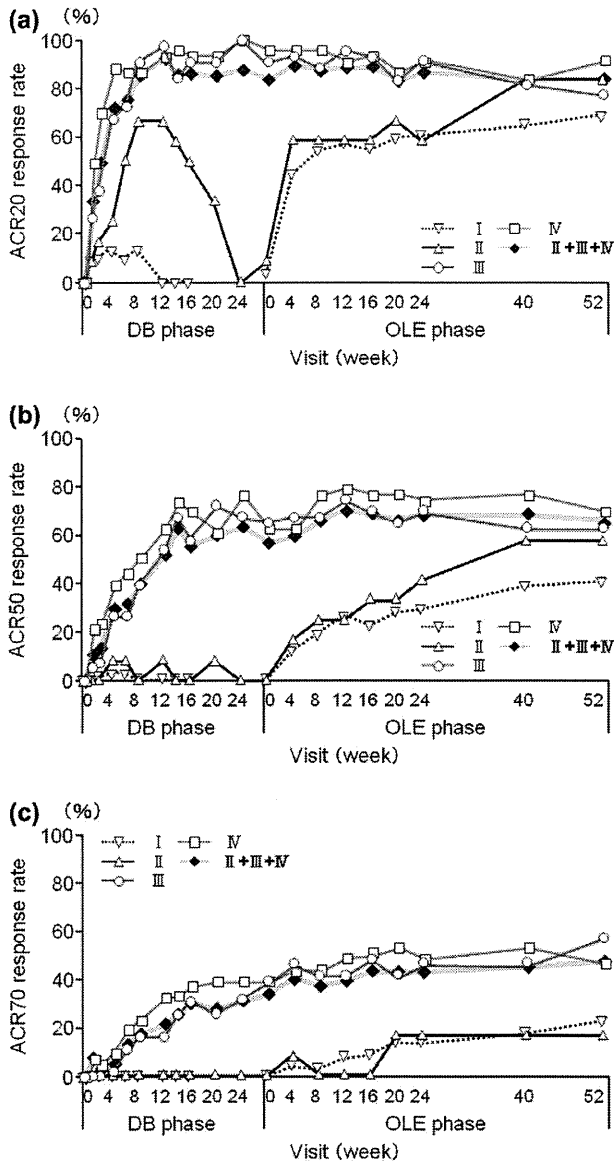 (a) (%)
100
80
60
40
20
0
ACR20 response rate
I IV
II II+III+IV
III
0 4 8 12 16 20 24 0 4 8 12 16 20 24 40 52
DB phase OLE phase
Visit (week)
(b) (%)
100
80
60
40
20
0
ACR50 response rate
I IV
II II+III+IV
III
0 4 8 12 16 20 24 0 4 8 12 16 20 24 40 52
DB phase OLE phase
Visit (week)
(c) (%)
I IV
II II+III+IV
III
100
80
60
40
20
0
ACR70 response rate
0 4 8 12 16 20 24 0 4 8 12 16 20 24 40 52
DB phase OLE phase
Visit (week)